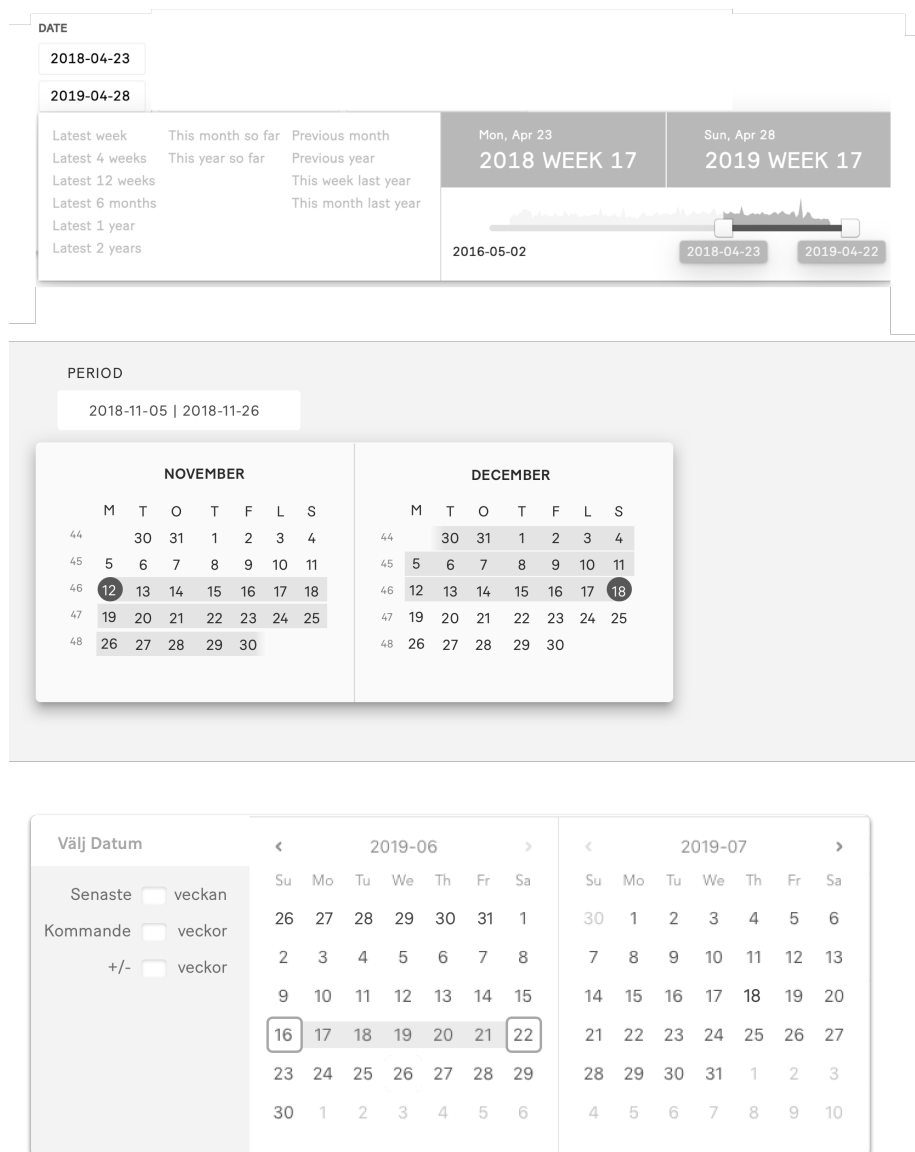 DATE
2018-04-23
2019-04-28
Latest week This month so far Previous month
Latest 4 weeks This year so far Previous year
Latest 12 weeks This week last year
Latest 6 months This month last year
Latest 1 year
Latest 2 years
Mon, Apr 23 Sun, Apr 28
2018 WEEK 17 2019 WEEK 17
2016-05-02 2018-04-23 2019-04-22
PERIOD
2018-11-05 | 2018-11-26
NOVEMBER
M T O T F L S
44 30 31 1 2 3 4
45 5 6 7 8 9 10 11
46 12 13 14 15 16 17 18
47 19 20 21 22 23 24 25
48 26 27 28 29 30
DECEMBER
M T O T F L S
44 30 31 1 2 3 4
45 5 6 7 8 9 10 11
46 12 13 14 15 16 17 18
47 19 20 21 22 23 24 25
48 26 27 28 29 30
Välj Datum
Senaste veckan
Kommande veckor
+/- veckor
‹ 2019-06 ›
Su Mo Tu We Th Fr Sa
26 27 28 29 30 31 1
2 3 4 5 6 7 8
9 10 11 12 13 14 15
16 17 18 19 20 21 22
23 24 25 26 27 28 29
30 1 2 3 4 5 6
‹ 2019-07 ›
Su Mo Tu We Th Fr Sa
30 1 2 3 4 5 6
7 8 9 10 11 12 13
14 15 16 17 18 19 20
21 22 23 24 25 26 27
28 29 30 31 1 2 3
4 5 6 7 8 9 10